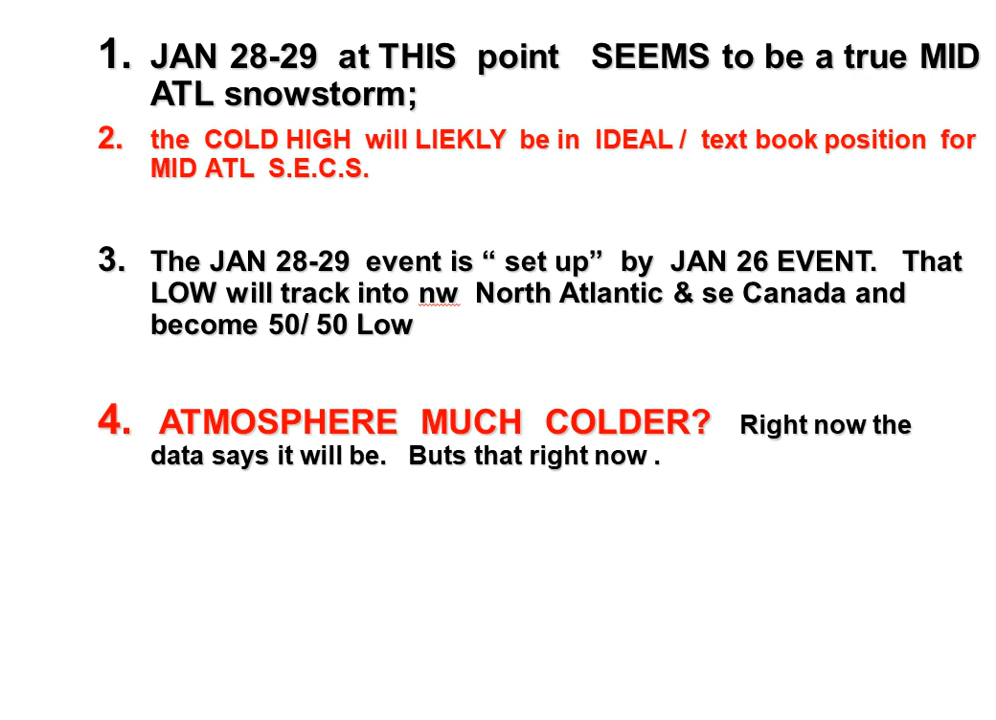 1. JAN 28-29 at THIS point SEEMS to be a true MID
ATL snowstorm;
2. the COLD HIGH will LIEKLY be in IDEAL / text book position for
MID ATL S.E.C.S.
3. The JAN 28-29 event is “ set up” by JAN 26 EVENT. That
LOW will track into nw North Atlantic & se Canada and
become 50/ 50 Low
4. ATMOSPHERE MUCH COLDER? Right now the
data says it will be. Buts that right now .